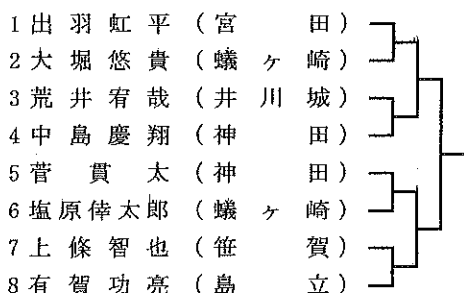 1 出羽虹平 (宮田)
2 大堀悠貴 (蟻ヶ崎)
3 荒井宥哉 (井川城)
4 中島慶翔 (神田)
5 菅貫太 (神田)
6 塩原倖太郎 (蟻ヶ崎)
7 上條智也 (笹賀)
8 有賀功亮 (島立)